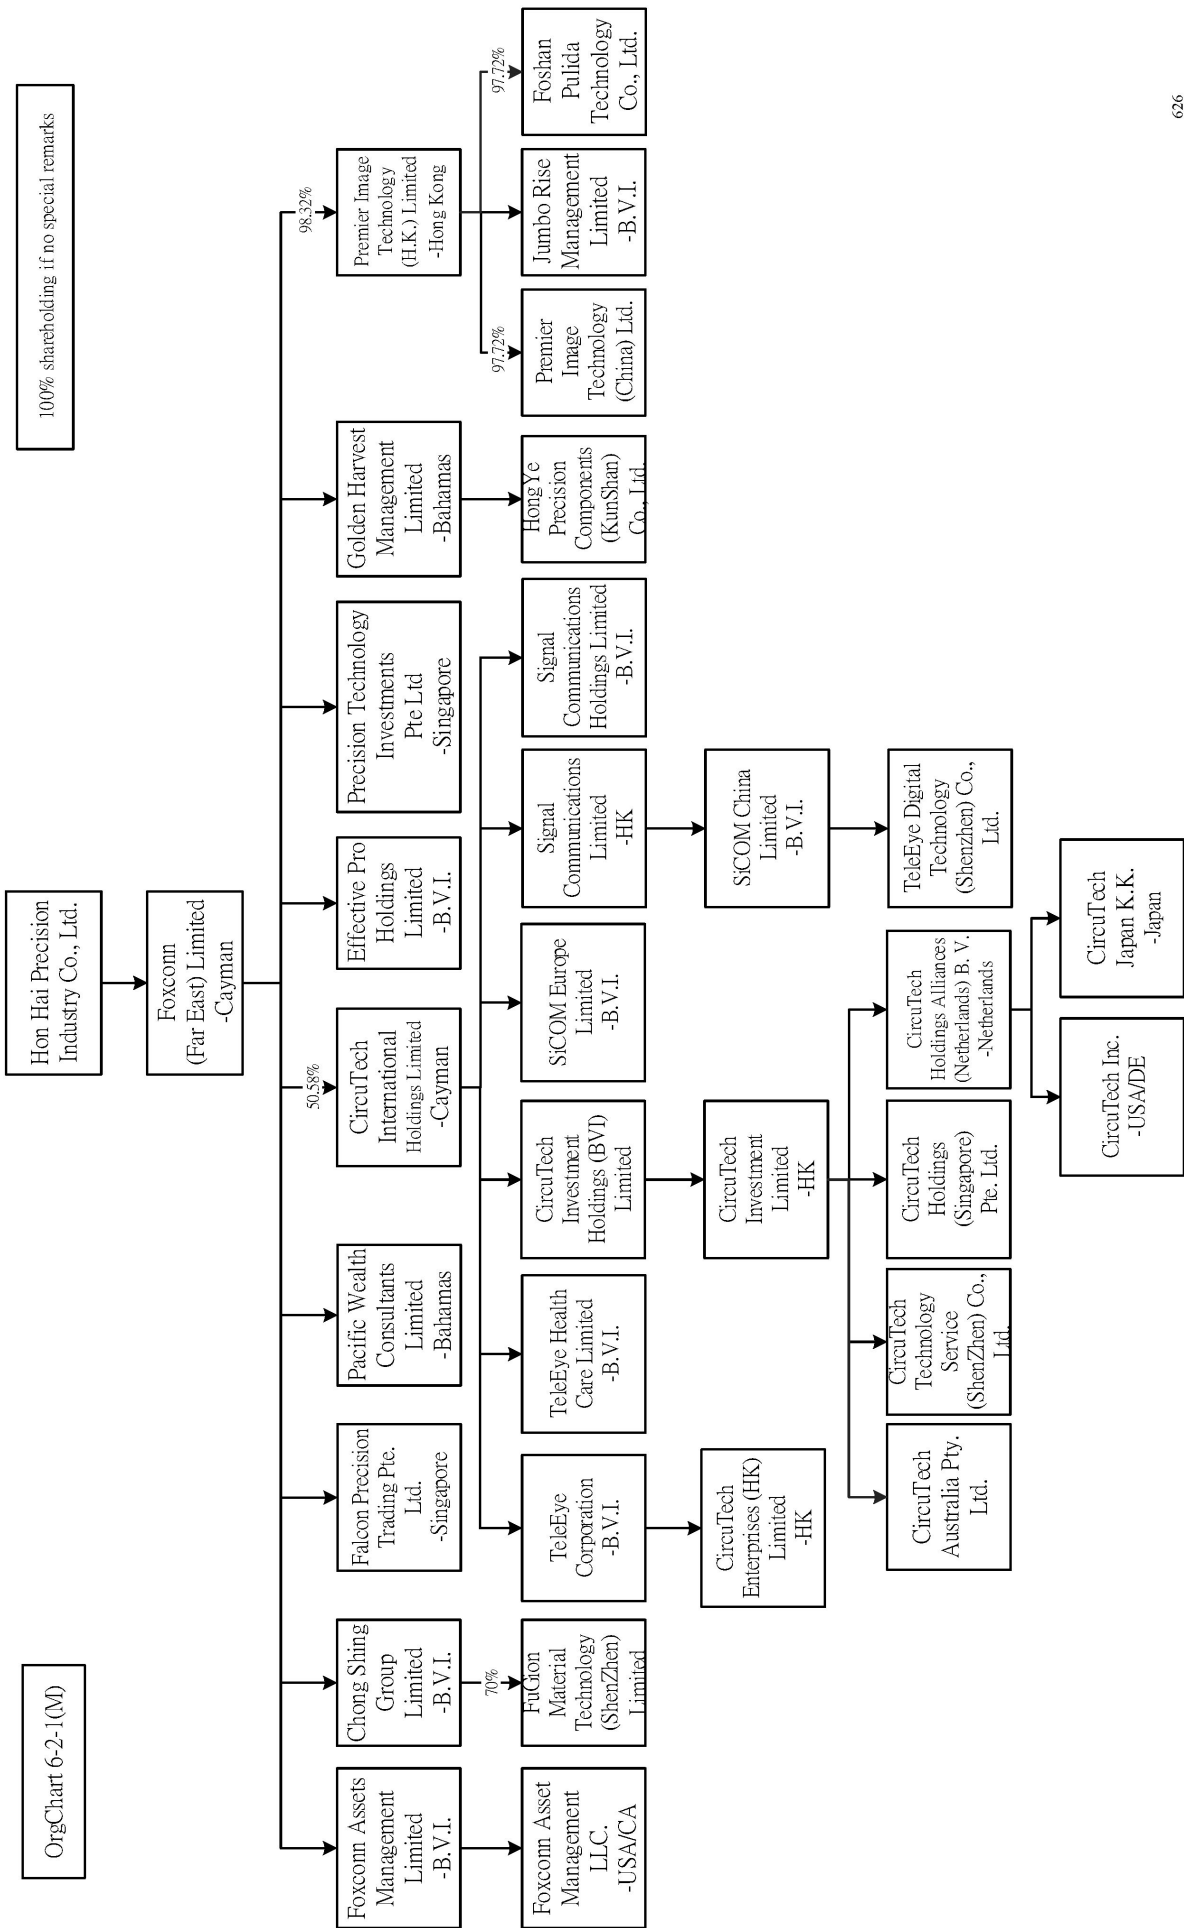 OrgChart 6-2-1(M)
100% shareholding if no special remarks
Hon Hai Precision
Industry Co., Ltd.
Foxconn
(Far East) Limited
-Cayman
50.58%
98.32%
Foxconn Assets
Management
Limited
-B.V.I.
Chong Shing
Group
Limited
-B.V.I.
Falcon Precision
Trading Pte.
Ltd.
-Singapore
Pacific Wealth
Consultants
Limited
-Bahamas
CircuTech
International
Holdings Limited
-Cayman
Effective Pro
Holdings
Limited
-B.V.I.
Precision Technology
Investments
Pte Ltd
-Singapore
Golden Harvest
Management
Limited
-Bahamas
Premier Image
Technology
(H.K.) Limited
-Hong Kong
70%
97.72%
97.72%
Foxconn Asset
Management
LLC.
-USA/CA
FuGion
Material
Technology
(ShenZhen)
Limited
TeleEye
Corporation
-B.V.I.
TeleEye Health
Care Limited
-B.V.I.
CircuTech
Investment
Holdings (BVI)
Limited
SiCOM Europe
Limited
-B.V.I.
Signal
Communications
Limited
-HK
Signal
Communications
Holdings Limited
-B.V.I.
HongYe
Precision
Components
(KunShan)
Co., Ltd.
Premier
Image
Technology
(China) Ltd.
Jumbo Rise
Management
Limited
-B.V.I.
Foshan
Pulida
Technology
Co., Ltd.
CircuTech
Enterprises (HK)
Limited
-HK
CircuTech
Investment
Limited
-HK
SiCOM China
Limited
-B.V.I.
CircuTech
Australia Pty.
Ltd.
CircuTech
Technology
Service
(ShenZhen) Co.,
Ltd.
CircuTech
Holdings
(Singapore)
Pte. Ltd.
CircuTech
Holdings Alliances
(Netherlands) B. V.
-Netherlands
TeleEye Digital
Technology
(Shenzhen) Co.,
Ltd.
CircuTech Inc.
-USA/DE
CircuTech
Japan K.K.
-Japan
626